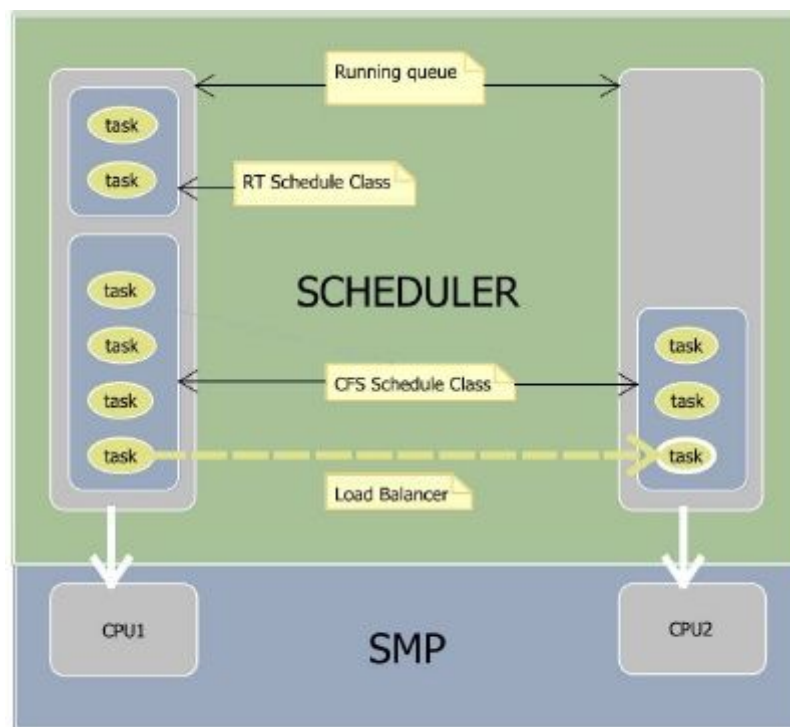 Running queue
task
task
RT Schedule Class
SCHEDULER
task
task
task
task
CFS Schedule Class
task
task
task
Load Balancer
CPU1
SMP
CPU2